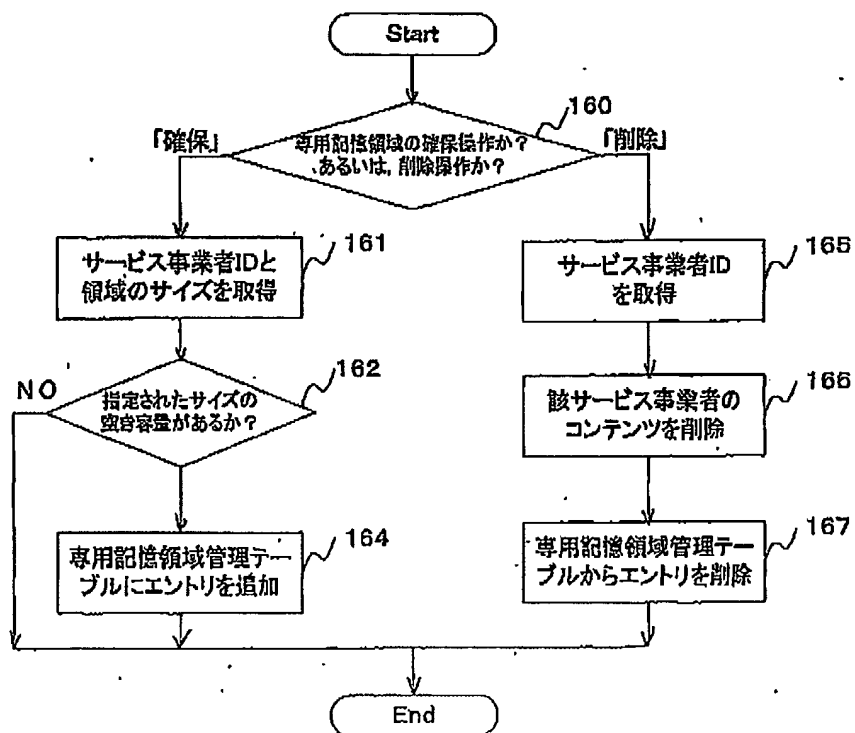 Start
160
「確保」
専用記憶領域の確保操作か？
あるいは，削除操作か？
「削除」
161
サービス事業者IDと
領域のサイズを取得
165
サービス事業者ID
を取得
NO
162
指定されたサイズの
空き容量があるか？
166
該サービス事業者の
コンテンツを削除
164
専用記憶領域管理テー
ブルにエントリを追加
167
専用記憶領域管理テー
ブルからエントリを削除
End